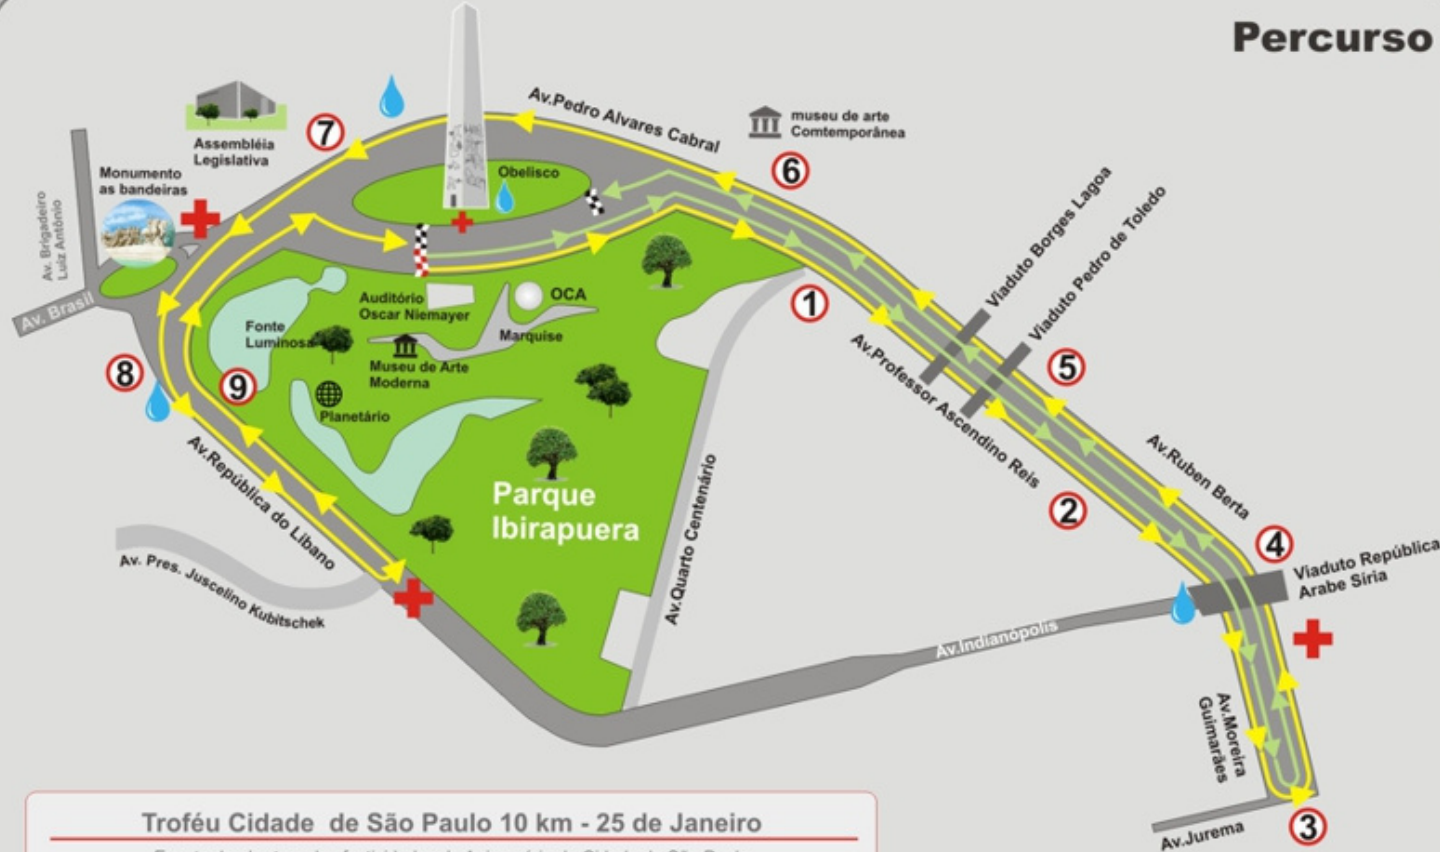 Percurso
Av.Pedro Alvares Cabral
museu de arte
Comtemporânea
7
6
Assembléia
Legislativa
Monumento
as bandeiras
Obelisco
Av. Brigadeiro
Luiz Antônio
Viaduto Borges Lagoa
Viaduto Pedro de Toledo
Av. Brasil
Auditório
Oscar Niemayer
OCA
1
Fonte
Luminosa
Marquise
Museu de Arte
Moderna
8
9
5
Planetário
Av.Professor Ascendino Reis
Av.República do Libano
Av.Ruben Berta
Parque
Ibirapuera
2
Av.Quarto Centenário
4
Viaduto República
Arabe Síria
Av. Pres. Juscelino Kubitschek
Av.Indianópolis
Av.Moreira
Guimarães
3
Av.Jurema
Troféu Cidade de São Paulo 10 km - 25 de Janeiro